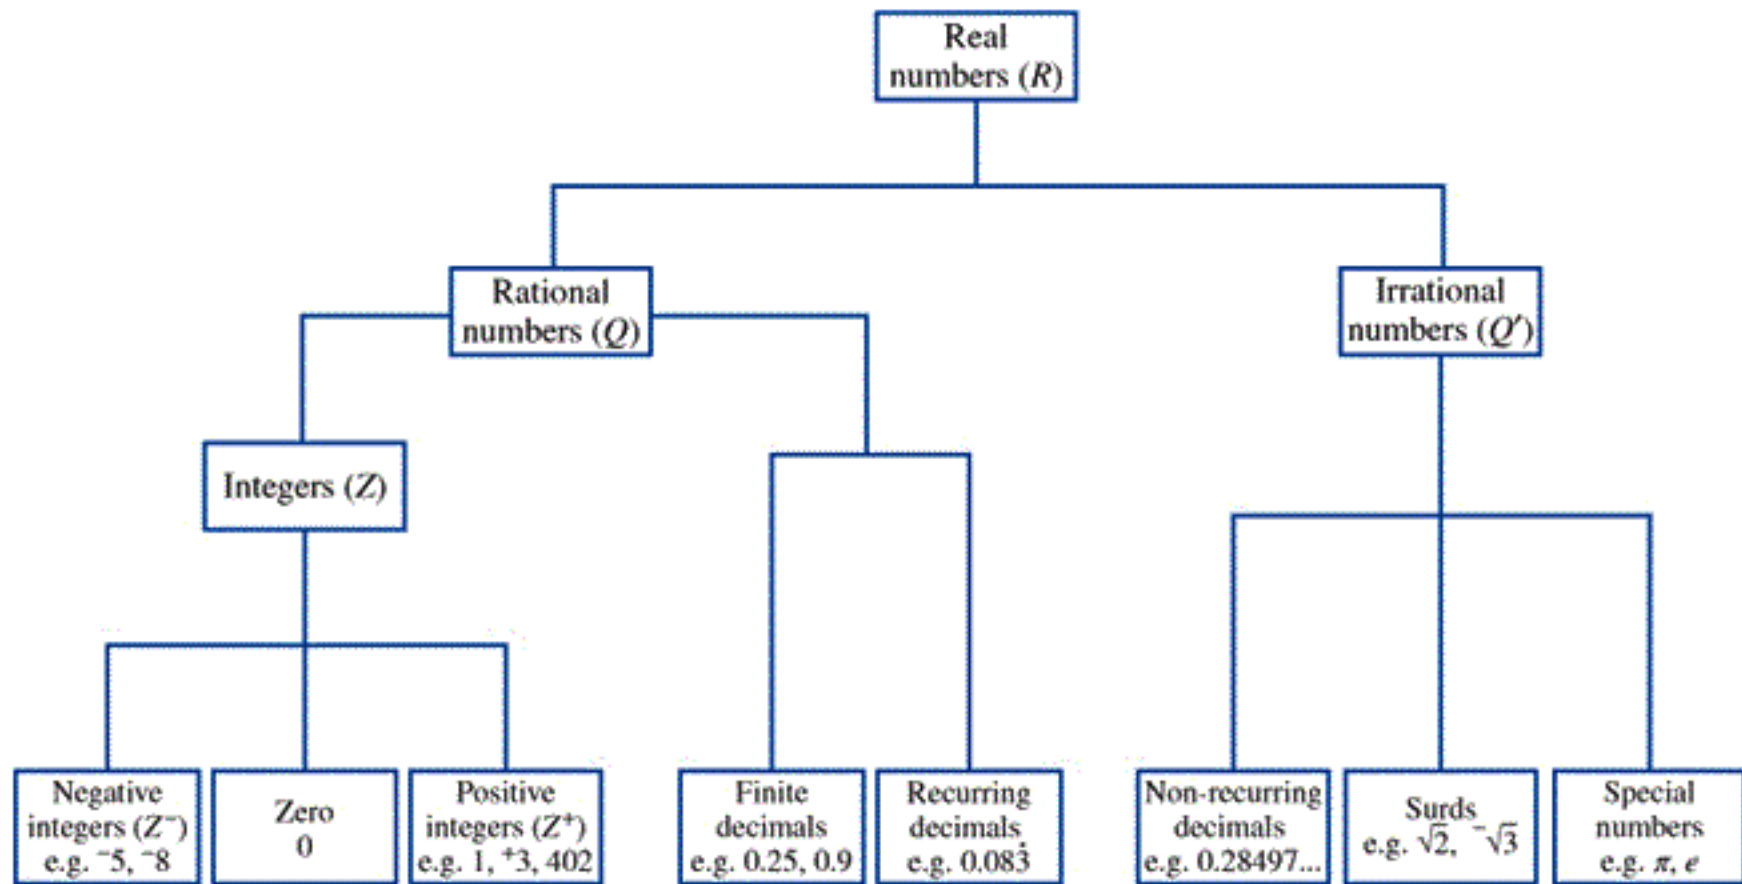 Real
numbers (R)
Rational
numbers (Q)
Irrational
numbers (Q′)
Integers (Z)
Negative
integers (Z⁻)
e.g. ⁻5, ⁻8
Zero
0
Positive
integers (Z⁺)
e.g. 1, ⁺3, 402
Finite
decimals
e.g. 0.25, 0.9
Recurring
decimals
e.g. 0.083̇
Non-recurring
decimals
e.g. 0.28497...
Surds
e.g. √2, ⁻√3
Special
numbers
e.g. π, e